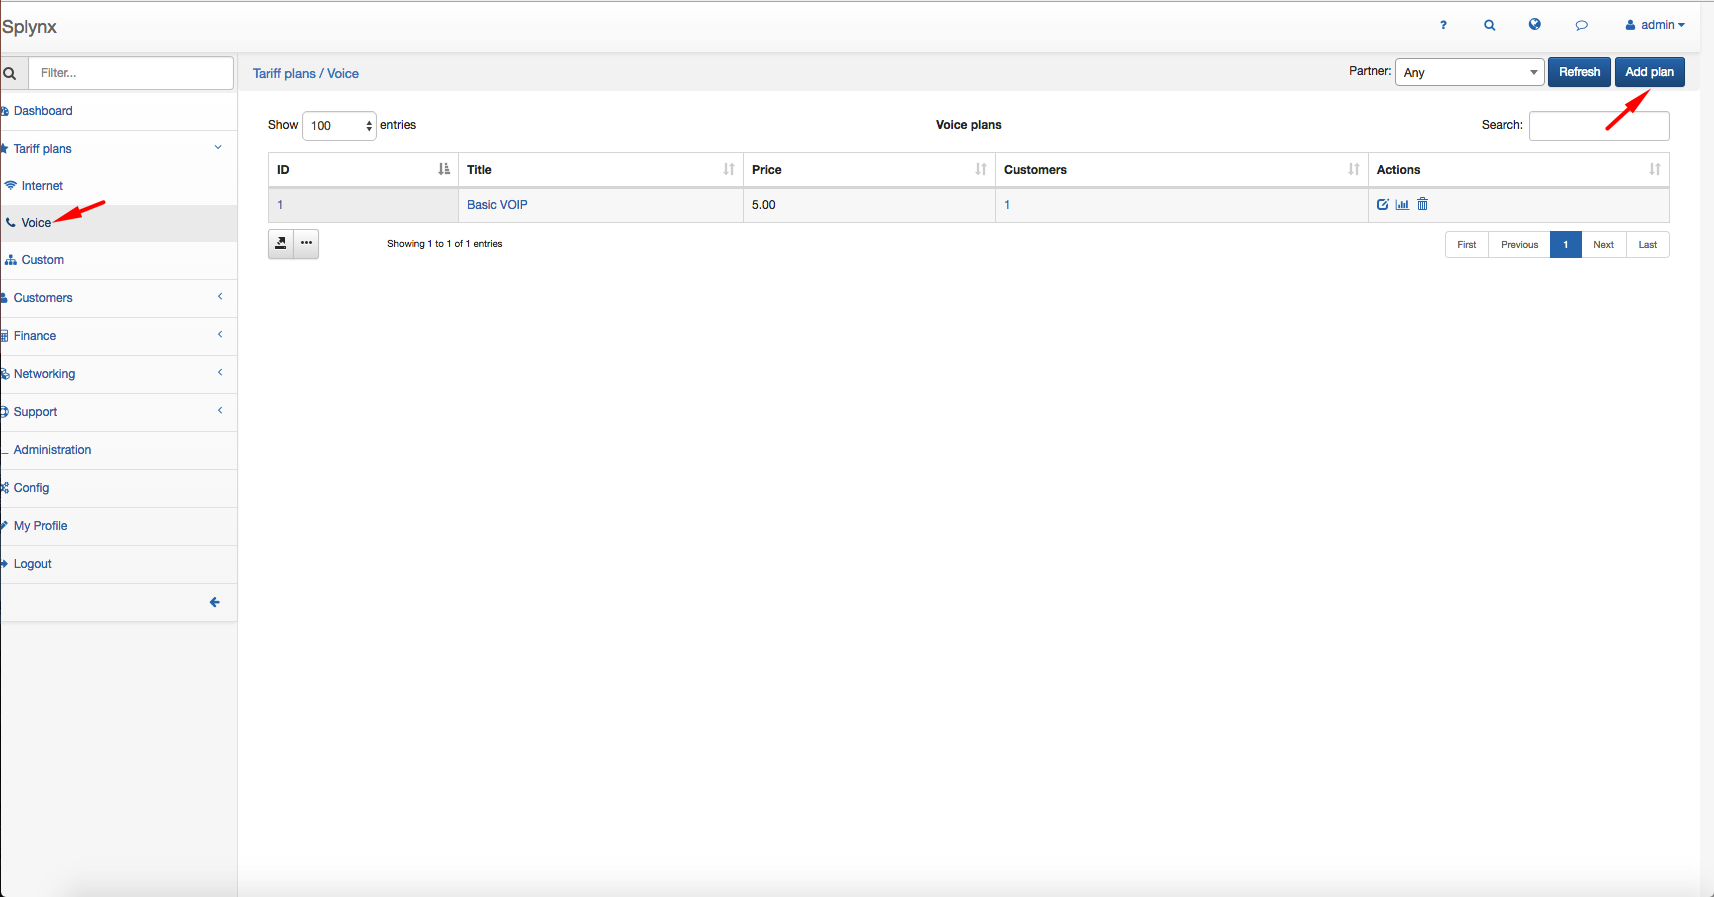 Splynx
? admin
Filter...
Tariff plans / Voice
Partner: Any Refresh Add plan
Dashboard
Tariff plans
Internet
Voice
Custom
Customers
Finance
Networking
Support
Administration
Config
My Profile
Logout
Show 100 entries
Voice plans
Search:
ID Title Price Customers Actions
1 Basic VOIP 5.00 1
Showing 1 to 1 of 1 entries
First Previous 1 Next Last